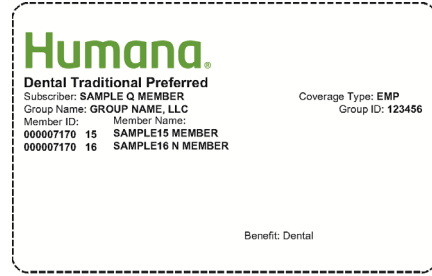 Humana.
Dental Traditional Preferred
Subscriber: SAMPLE Q MEMBER Coverage Type: EMP
Group Name: GROUP NAME, LLC Group ID: 123456
Member ID: Member Name:
000007170 15 SAMPLE15 MEMBER
000007170 16 SAMPLE16 N MEMBER
Benefit: Dental